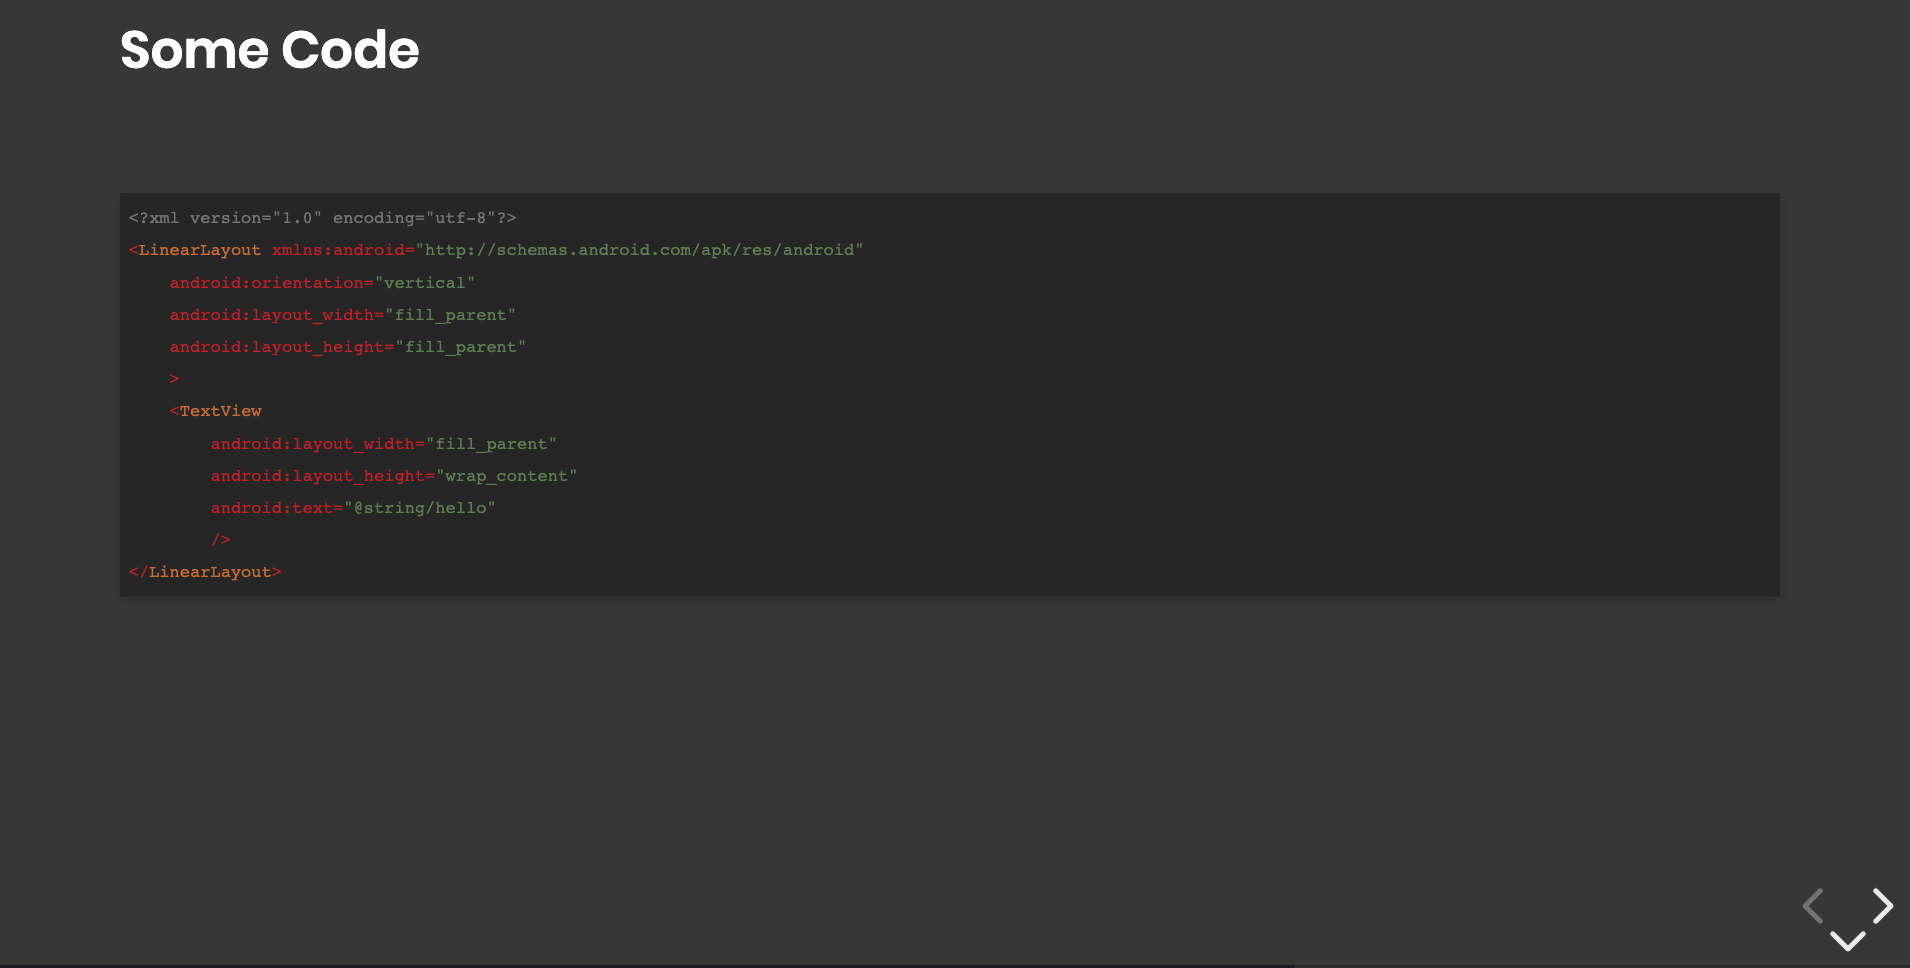 Some Code
<?xml version="1.0" encoding="utf-8"?>
<LinearLayout xmlns:android="http://schemas.android.com/apk/res/android"
    android:orientation="vertical"
    android:layout_width="fill_parent"
    android:layout_height="fill_parent"
    >
    <TextView
        android:layout_width="fill_parent"
        android:layout_height="wrap_content"
        android:text="@string/hello"
        />
</LinearLayout>